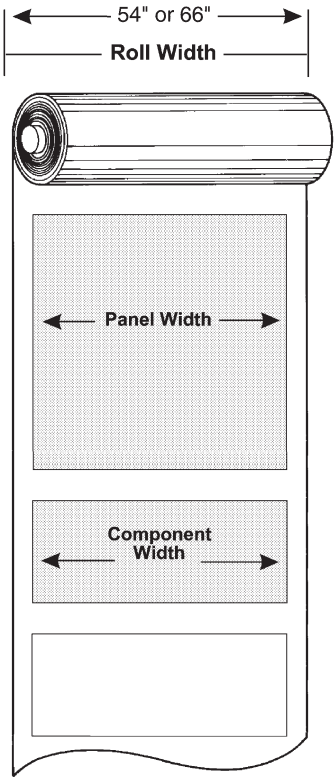 54" or 66"
Roll Width
Panel Width
Component
Width